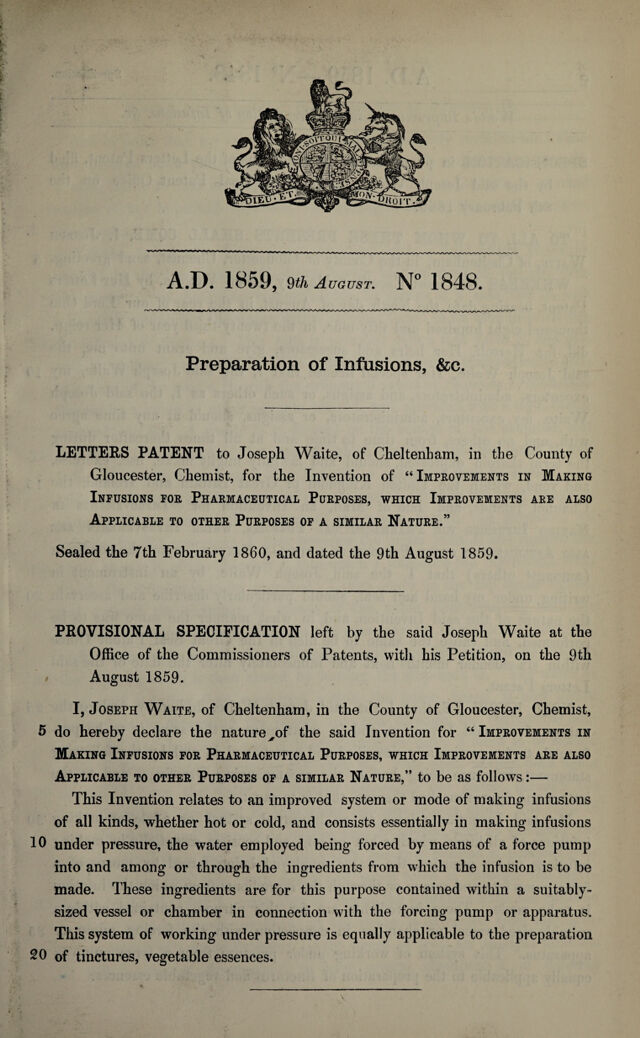 HONI SOIT QUI MAL Y PENSE
DIEU ET MON DROIT.
A.D. 1859, 9th August. No 1848.
Preparation of Infusions, &c.
LETTERS PATENT to Joseph Waite, of Cheltenham, in the County of
Gloucester, Chemist, for the Invention of “Improvements in Making
Infusions for Pharmaceutical Purposes, which Improvements are also
Applicable to other Purposes of a similar Nature.”
Sealed the 7th February 1860, and dated the 9th August 1859.
PROVISIONAL SPECIFICATION left by the said Joseph Waite at the
Office of the Commissioners of Patents, with his Petition, on the 9th
August 1859.
I, Joseph Waite, of Cheltenham, in the County of Gloucester, Chemist,
5 do hereby declare the nature of the said Invention for “Improvements in
Making Infusions for Pharmaceutical Purposes, which Improvements are also
Applicable to other Purposes of a similar Nature,” to be as follows:—
This Invention relates to an improved system or mode of making infusions
of all kinds, whether hot or cold, and consists essentially in making infusions
10 under pressure, the water employed being forced by means of a force pump
into and among or through the ingredients from which the infusion is to be
made. These ingredients are for this purpose contained within a suitably-
sized vessel or chamber in connection with the forcing pump or apparatus.
This system of working under pressure is equally applicable to the preparation
20 of tinctures, vegetable essences.